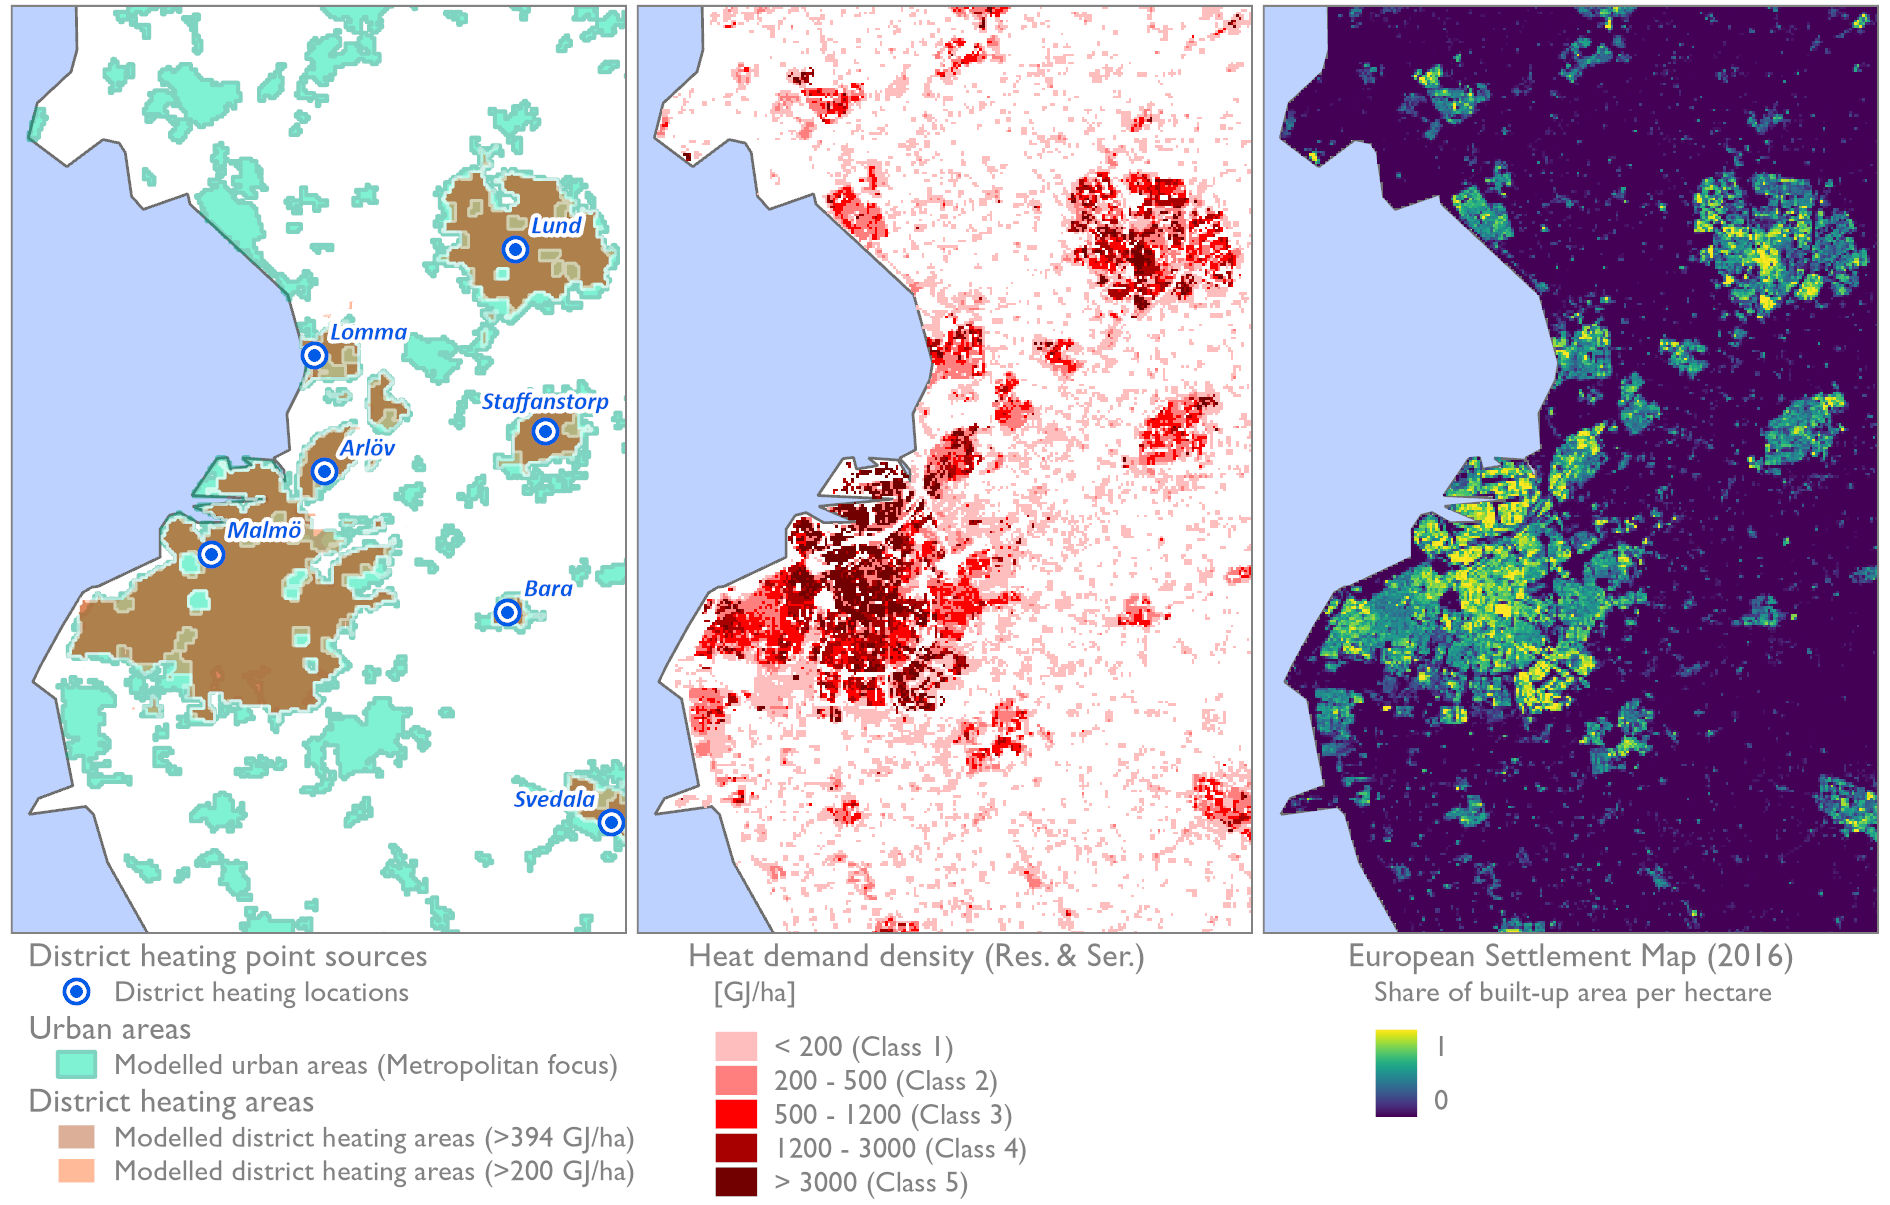 Lund
Lomma
Staffanstorp
Arlöv
Malmö
Bara
Svedala
District heating point sources
District heating locations
Urban areas
Modelled urban areas (Metropolitan focus)
District heating areas
Modelled district heating areas (>394 GJ/ha)
Modelled district heating areas (>200 GJ/ha)
Heat demand density (Res. & Ser.)
[GJ/ha]
< 200 (Class 1)
200 - 500 (Class 2)
500 - 1200 (Class 3)
1200 - 3000 (Class 4)
> 3000 (Class 5)
European Settlement Map (2016)
Share of built-up area per hectare
1
0